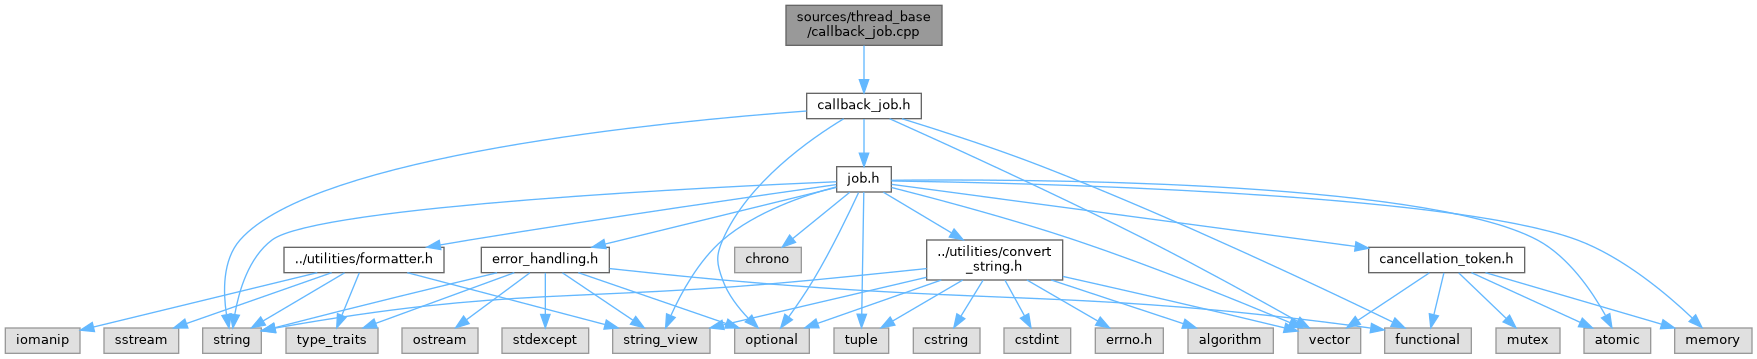 sources/thread_base
/callback_job.cpp
callback_job.h
job.h
../utilities/formatter.h
error_handling.h
chrono
../utilities/convert
_string.h
cancellation_token.h
iomanip
sstream
string
type_traits
ostream
stdexcept
string_view
optional
tuple
cstring
cstdint
errno.h
algorithm
vector
functional
mutex
atomic
memory